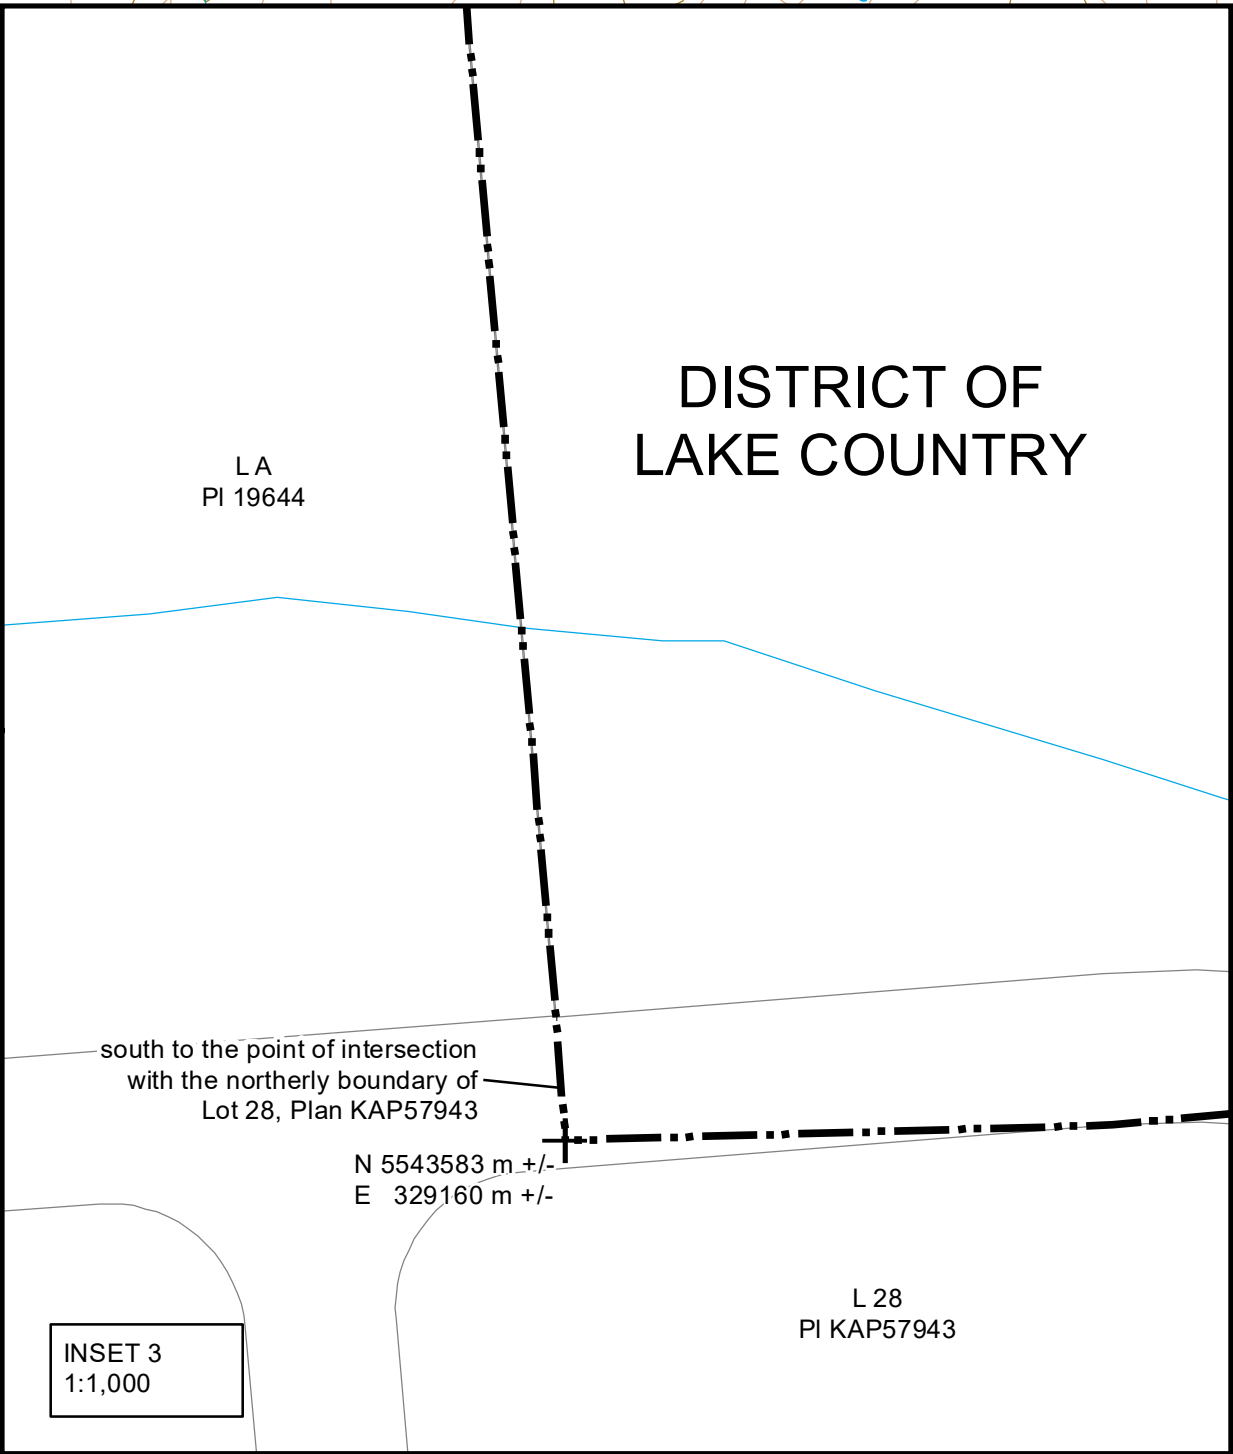 DISTRICT OF
LAKE COUNTRY
L A
Pl 19644
south to the point of intersection
with the northerly boundary of
Lot 28, Plan KAP57943
N 5543583 m +/-
E 329160 m +/-
L 28
Pl KAP57943
INSET 3
1:1,000